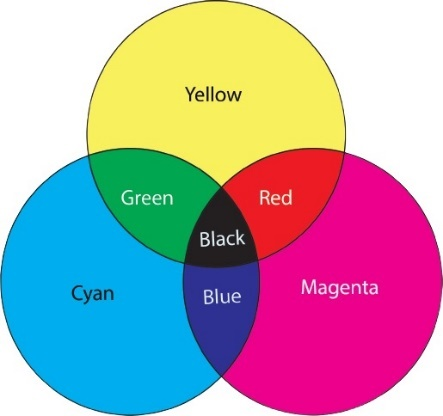 Yellow
Green
Red
Black
Cyan
Blue
Magenta